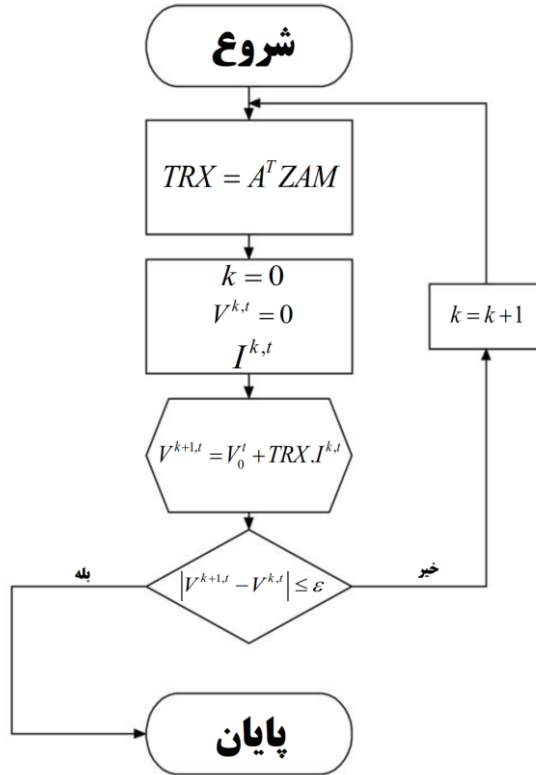 شروع
TRX = A^T ZAM
k = 0
V^{k,t} = 0
I^{k,t}
k = k+1
V^{k+1,t} = V_0^t + TRX.I^{k,t}
بله
خیر
|V^{k+1,t} − V^{k,t}| ≤ ε
پایان